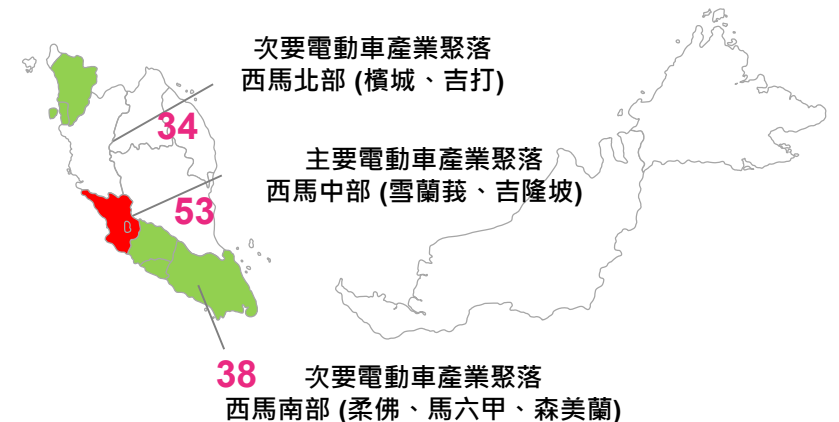 次要電動車產業聚落
西馬北部 (檳城、吉打)
34
主要電動車產業聚落
西馬中部 (雪蘭莪、吉隆坡)
53
38
次要電動車產業聚落
西馬南部 (柔佛、馬六甲、森美蘭)